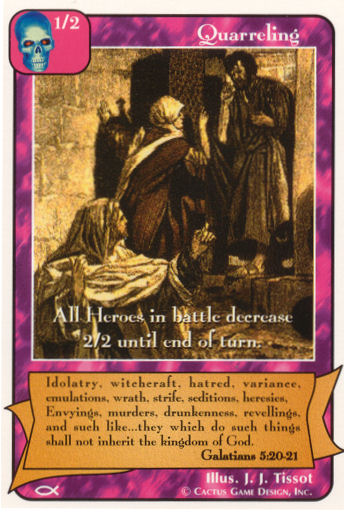 1/2
Quarreling
All Heroes in battle decrease
2/2 until end of turn.
Idolatry, witchcraft, hatred, variance,
emulations, wrath, strife, seditions, heresies,
Envyings, murders, drunkenness, revellings,
and such like...they which do such things
shall not inherit the kingdom of God.
Galatians 5:20-21
Illus. J. J. Tissot
© Cactus Game Design, Inc.